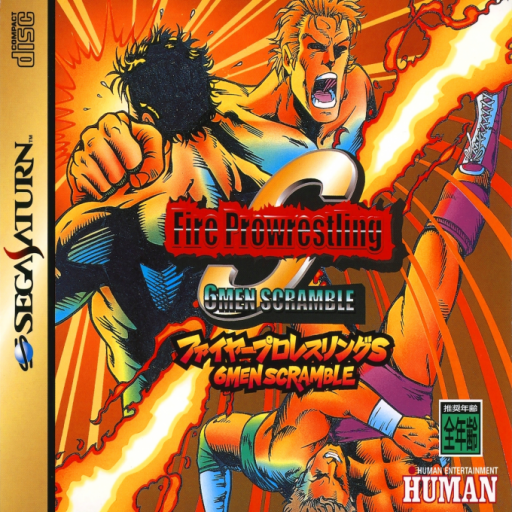 COMPACT
disc
SEGA SATURN™
S
Fire Prowrestling
6MEN SCRAMBLE
ファイヤープロレスリングS
6MEN SCRAMBLE
推奨年齢
全年齢
HUMAN ENTERTAINMENT
HUMAN